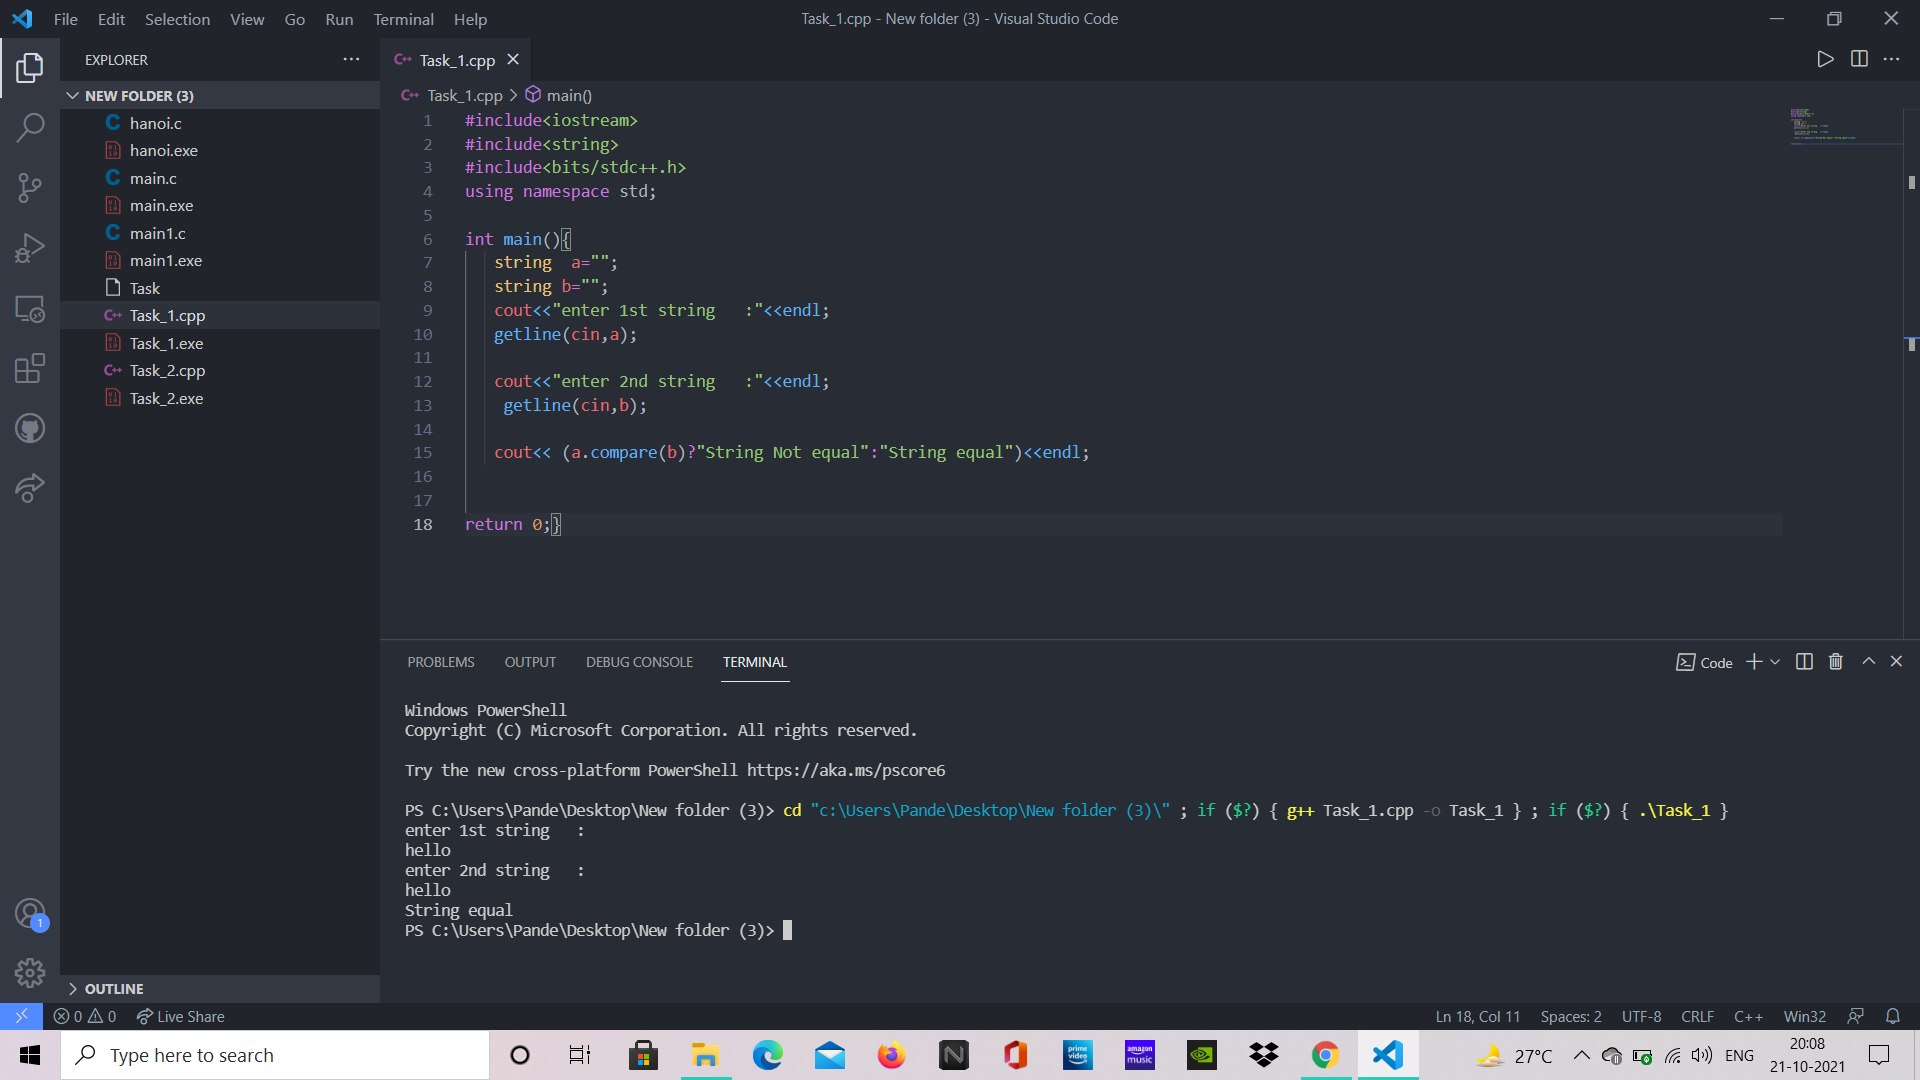 File Edit Selection View Go Run Terminal Help
Task_1.cpp - New folder (3) - Visual Studio Code
EXPLORER
NEW FOLDER (3)
hanoi.c
hanoi.exe
main.c
main.exe
main1.c
main1.exe
Task
Task_1.cpp
Task_1.exe
Task_2.cpp
Task_2.exe
OUTLINE
Task_1.cpp
Task_1.cpp > main()
1 #include<iostream>
2 #include<string>
3 #include<bits/stdc++.h>
4 using namespace std;
5
6 int main(){
7 string  a="";
8 string b="";
9 cout<<"enter 1st string   :"<<endl;
10 getline(cin,a);
11
12 cout<<"enter 2nd string   :"<<endl;
13 getline(cin,b);
14
15 cout<< (a.compare(b)?"String Not equal":"String equal")<<endl;
16
17
18 return 0;}
PROBLEMS OUTPUT DEBUG CONSOLE TERMINAL
Code
Windows PowerShell
Copyright (C) Microsoft Corporation. All rights reserved.
Try the new cross-platform PowerShell https://aka.ms/pscore6
PS C:\Users\Pande\Desktop\New folder (3)> cd "c:\Users\Pande\Desktop\New folder (3)\" ; if ($?) { g++ Task_1.cpp -o Task_1 } ; if ($?) { .\Task_1 }
enter 1st string   :
hello
enter 2nd string   :
hello
String equal
PS C:\Users\Pande\Desktop\New folder (3)>
1
0 0 Live Share
Ln 18, Col 11 Spaces: 2 UTF-8 CRLF C++ Win32
Type here to search
prime video
amazon music
27°C
ENG
20:08
21-10-2021